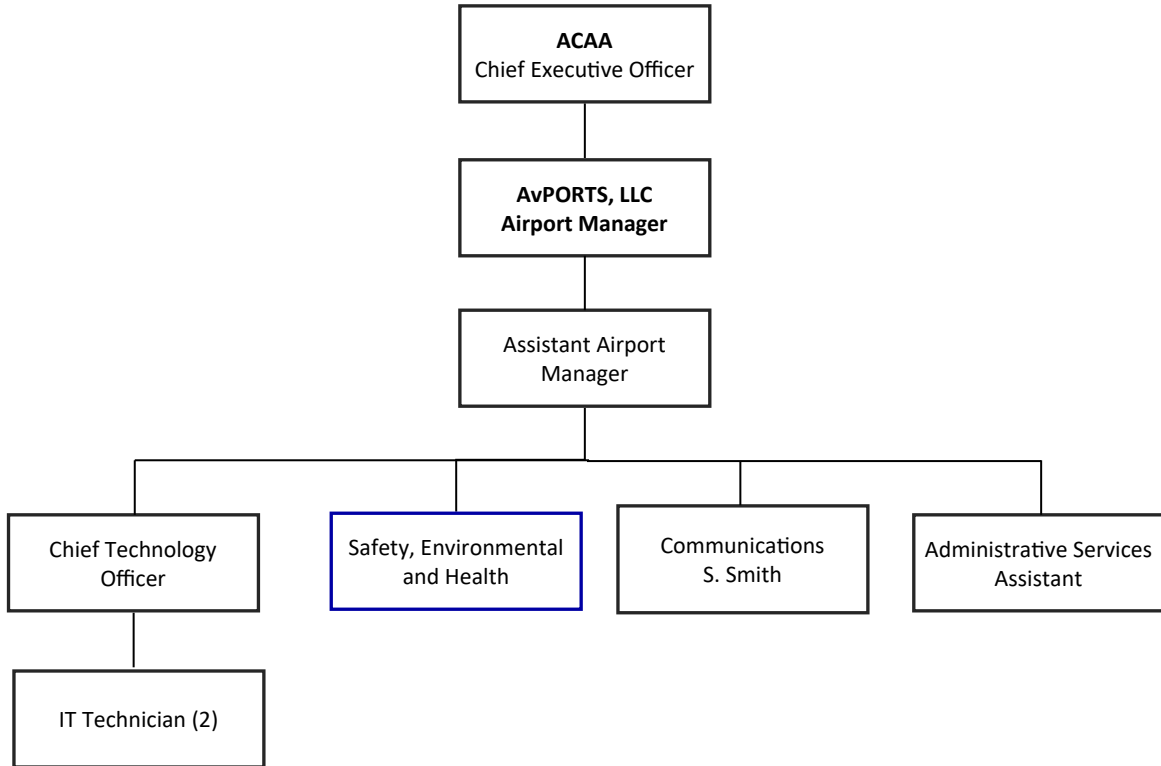 ACAA
Chief Executive Officer
AvPORTS, LLC
Airport Manager
Assistant Airport
Manager
Chief Technology
Officer
Safety, Environmental
and Health
Communications
S. Smith
Administrative Services
Assistant
IT Technician (2)